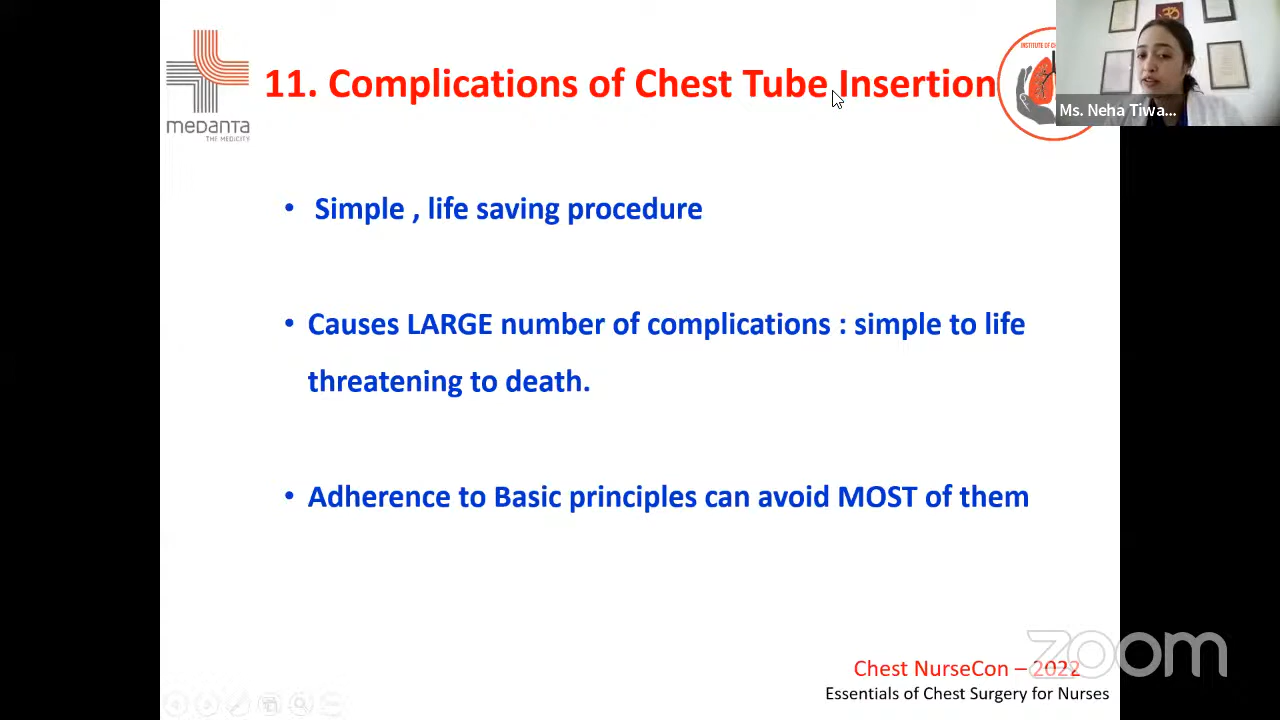 MEDANTA
THE MEDICITY
11. Complications of Chest Tube Insertion
INSTITUTE OF
Ms. Neha Tiwa...
• Simple , life saving procedure
• Causes LARGE number of complications : simple to life
threatening to death.
• Adherence to Basic principles can avoid MOST of them
zoom
Chest NurseCon – 2022
Essentials of Chest Surgery for Nurses